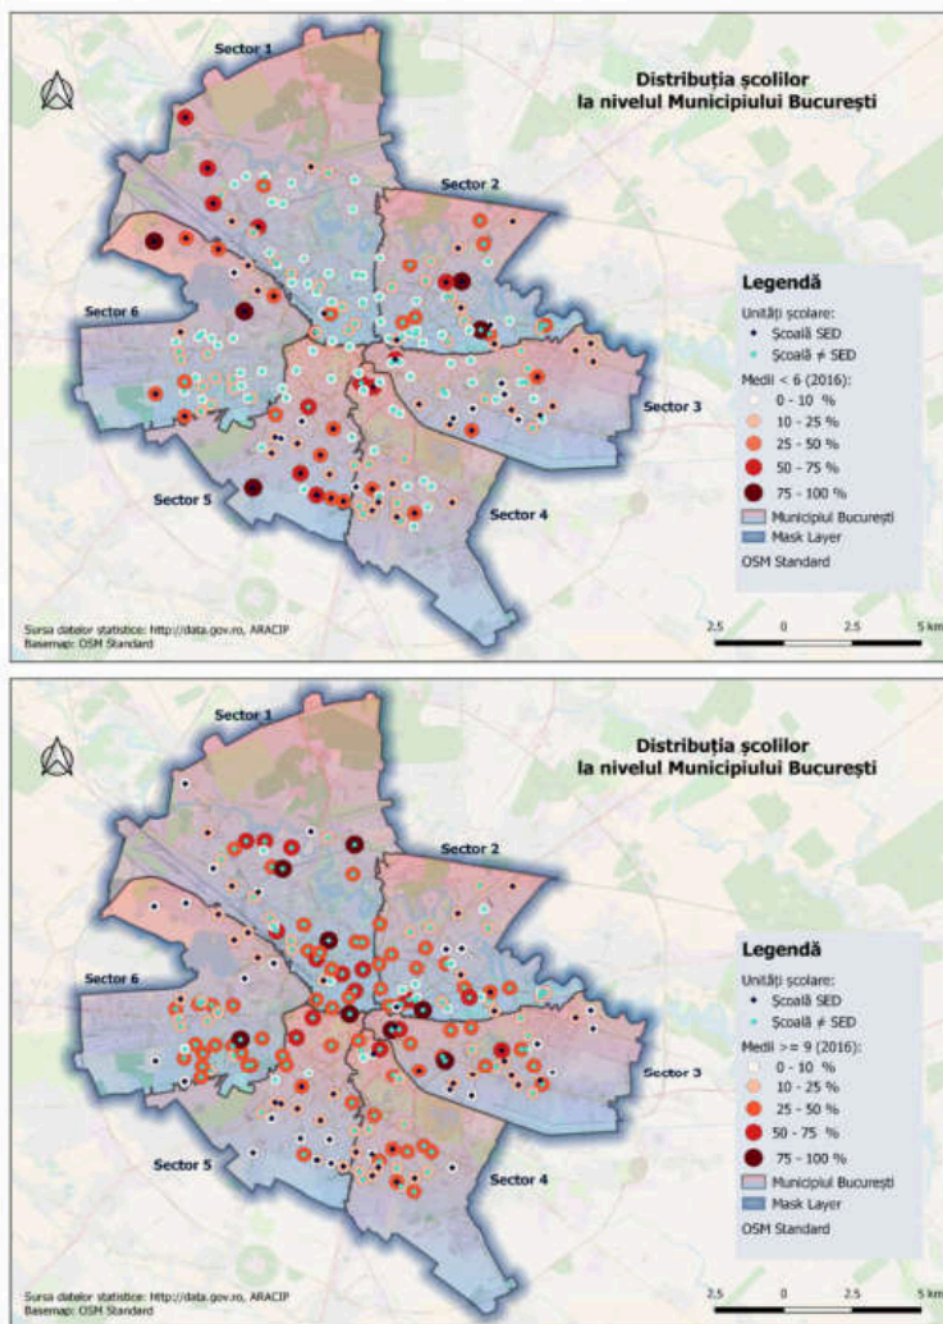 Sector 1
Distribuția școlilor
la nivelul Municipiului București
Sector 2
Sector 6
Sector 3
Sector 5
Sector 4
Legendă
Unități școlare:
Școală SED
Școală ≠ SED
Medii < 6 (2016):
0 - 10 %
10 - 25 %
25 - 50 %
50 - 75 %
75 - 100 %
Municipiul București
Mask Layer
OSM Standard
Sursa datelor statistice: http://data.gov.ro, ARACIP
Basemap: OSM Standard
2.5 0 2.5 5 km
Sector 1
Distribuția școlilor
la nivelul Municipiului București
Sector 2
Sector 6
Sector 3
Sector 5
Sector 4
Legendă
Unități școlare:
Școală SED
Școală ≠ SED
Medii >= 9 (2016):
0 - 10 %
10 - 25 %
25 - 50 %
50 - 75 %
75 - 100 %
Municipiul București
Mask Layer
OSM Standard
Sursa datelor statistice: http://data.gov.ro, ARACIP
Basemap: OSM Standard
2.5 0 2.5 5 km